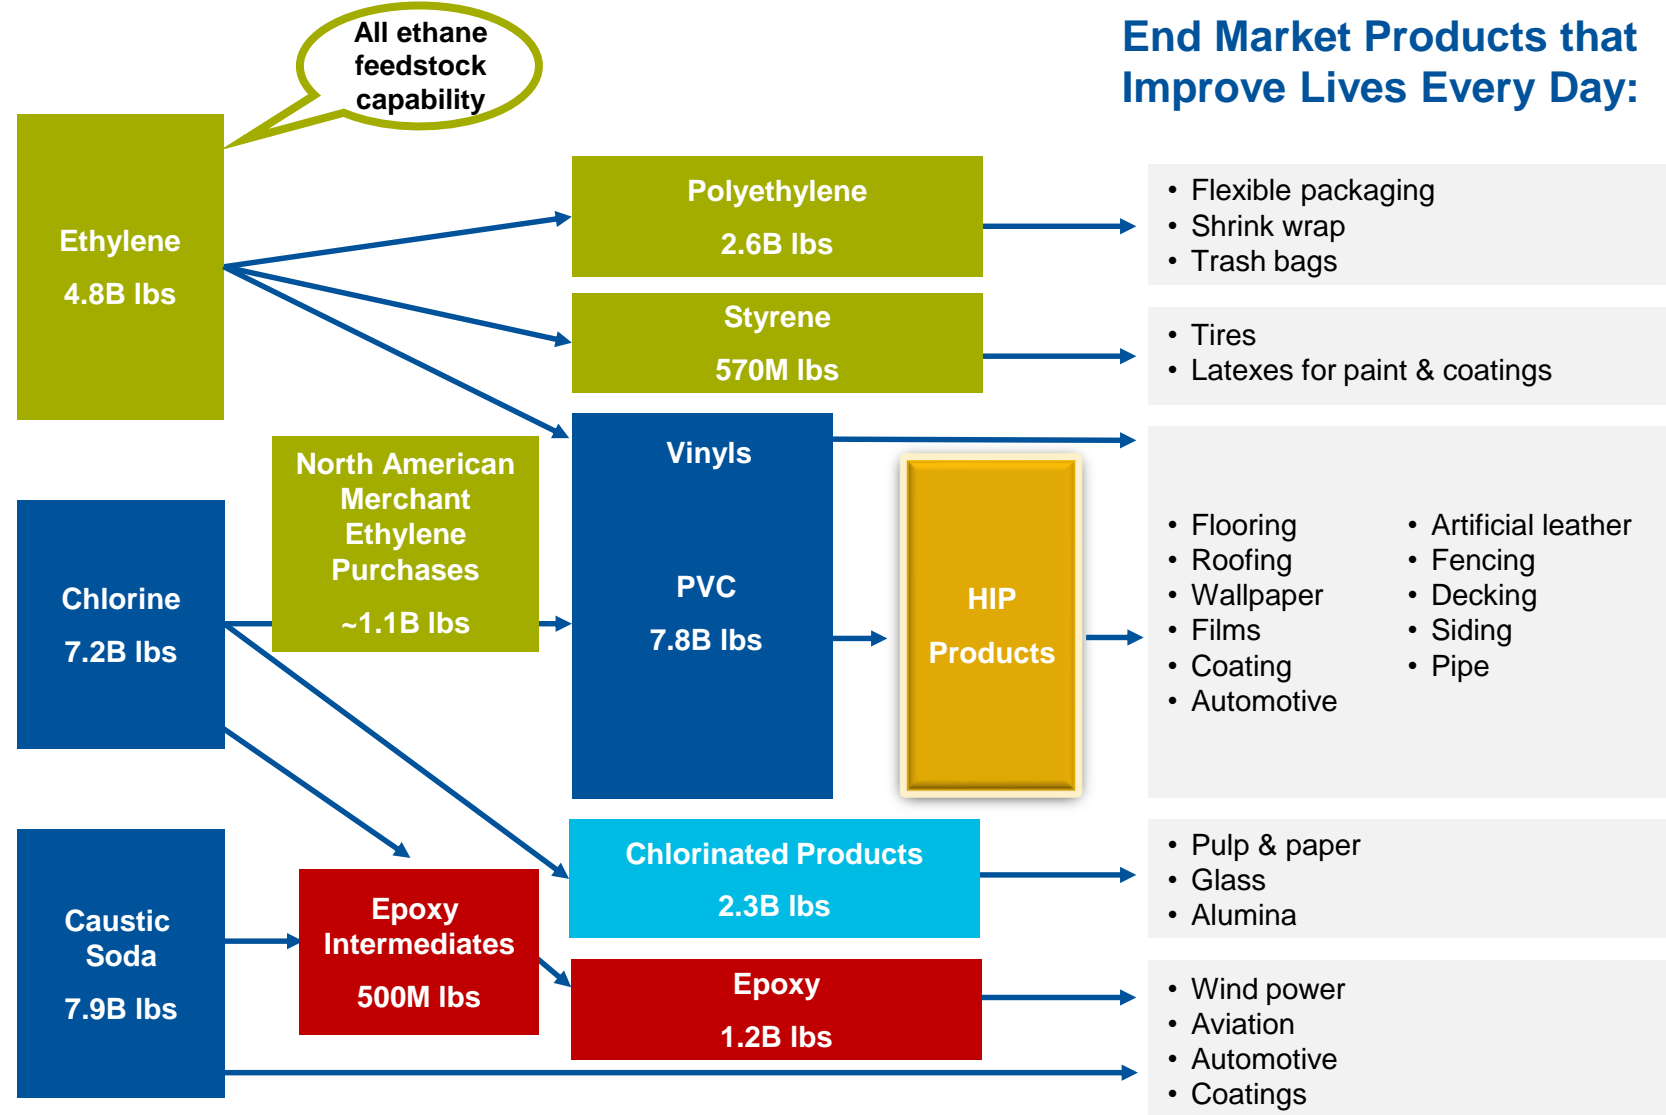 All ethane
feedstock
capability
End Market Products that
Improve Lives Every Day:
Ethylene
4.8B lbs
Polyethylene
2.6B lbs
• Flexible packaging
• Shrink wrap
• Trash bags
Styrene
570M lbs
• Tires
• Latexes for paint & coatings
North American
Merchant
Ethylene
Purchases
~1.1B lbs
Vinyls
PVC
7.8B lbs
HIP
Products
• Flooring
• Roofing
• Wallpaper
• Films
• Coating
• Automotive
• Artificial leather
• Fencing
• Decking
• Siding
• Pipe
Chlorine
7.2B lbs
Chlorinated Products
2.3B lbs
• Pulp & paper
• Glass
• Alumina
Caustic
Soda
7.9B lbs
Epoxy
Intermediates
500M lbs
Epoxy
1.2B lbs
• Wind power
• Aviation
• Automotive
• Coatings